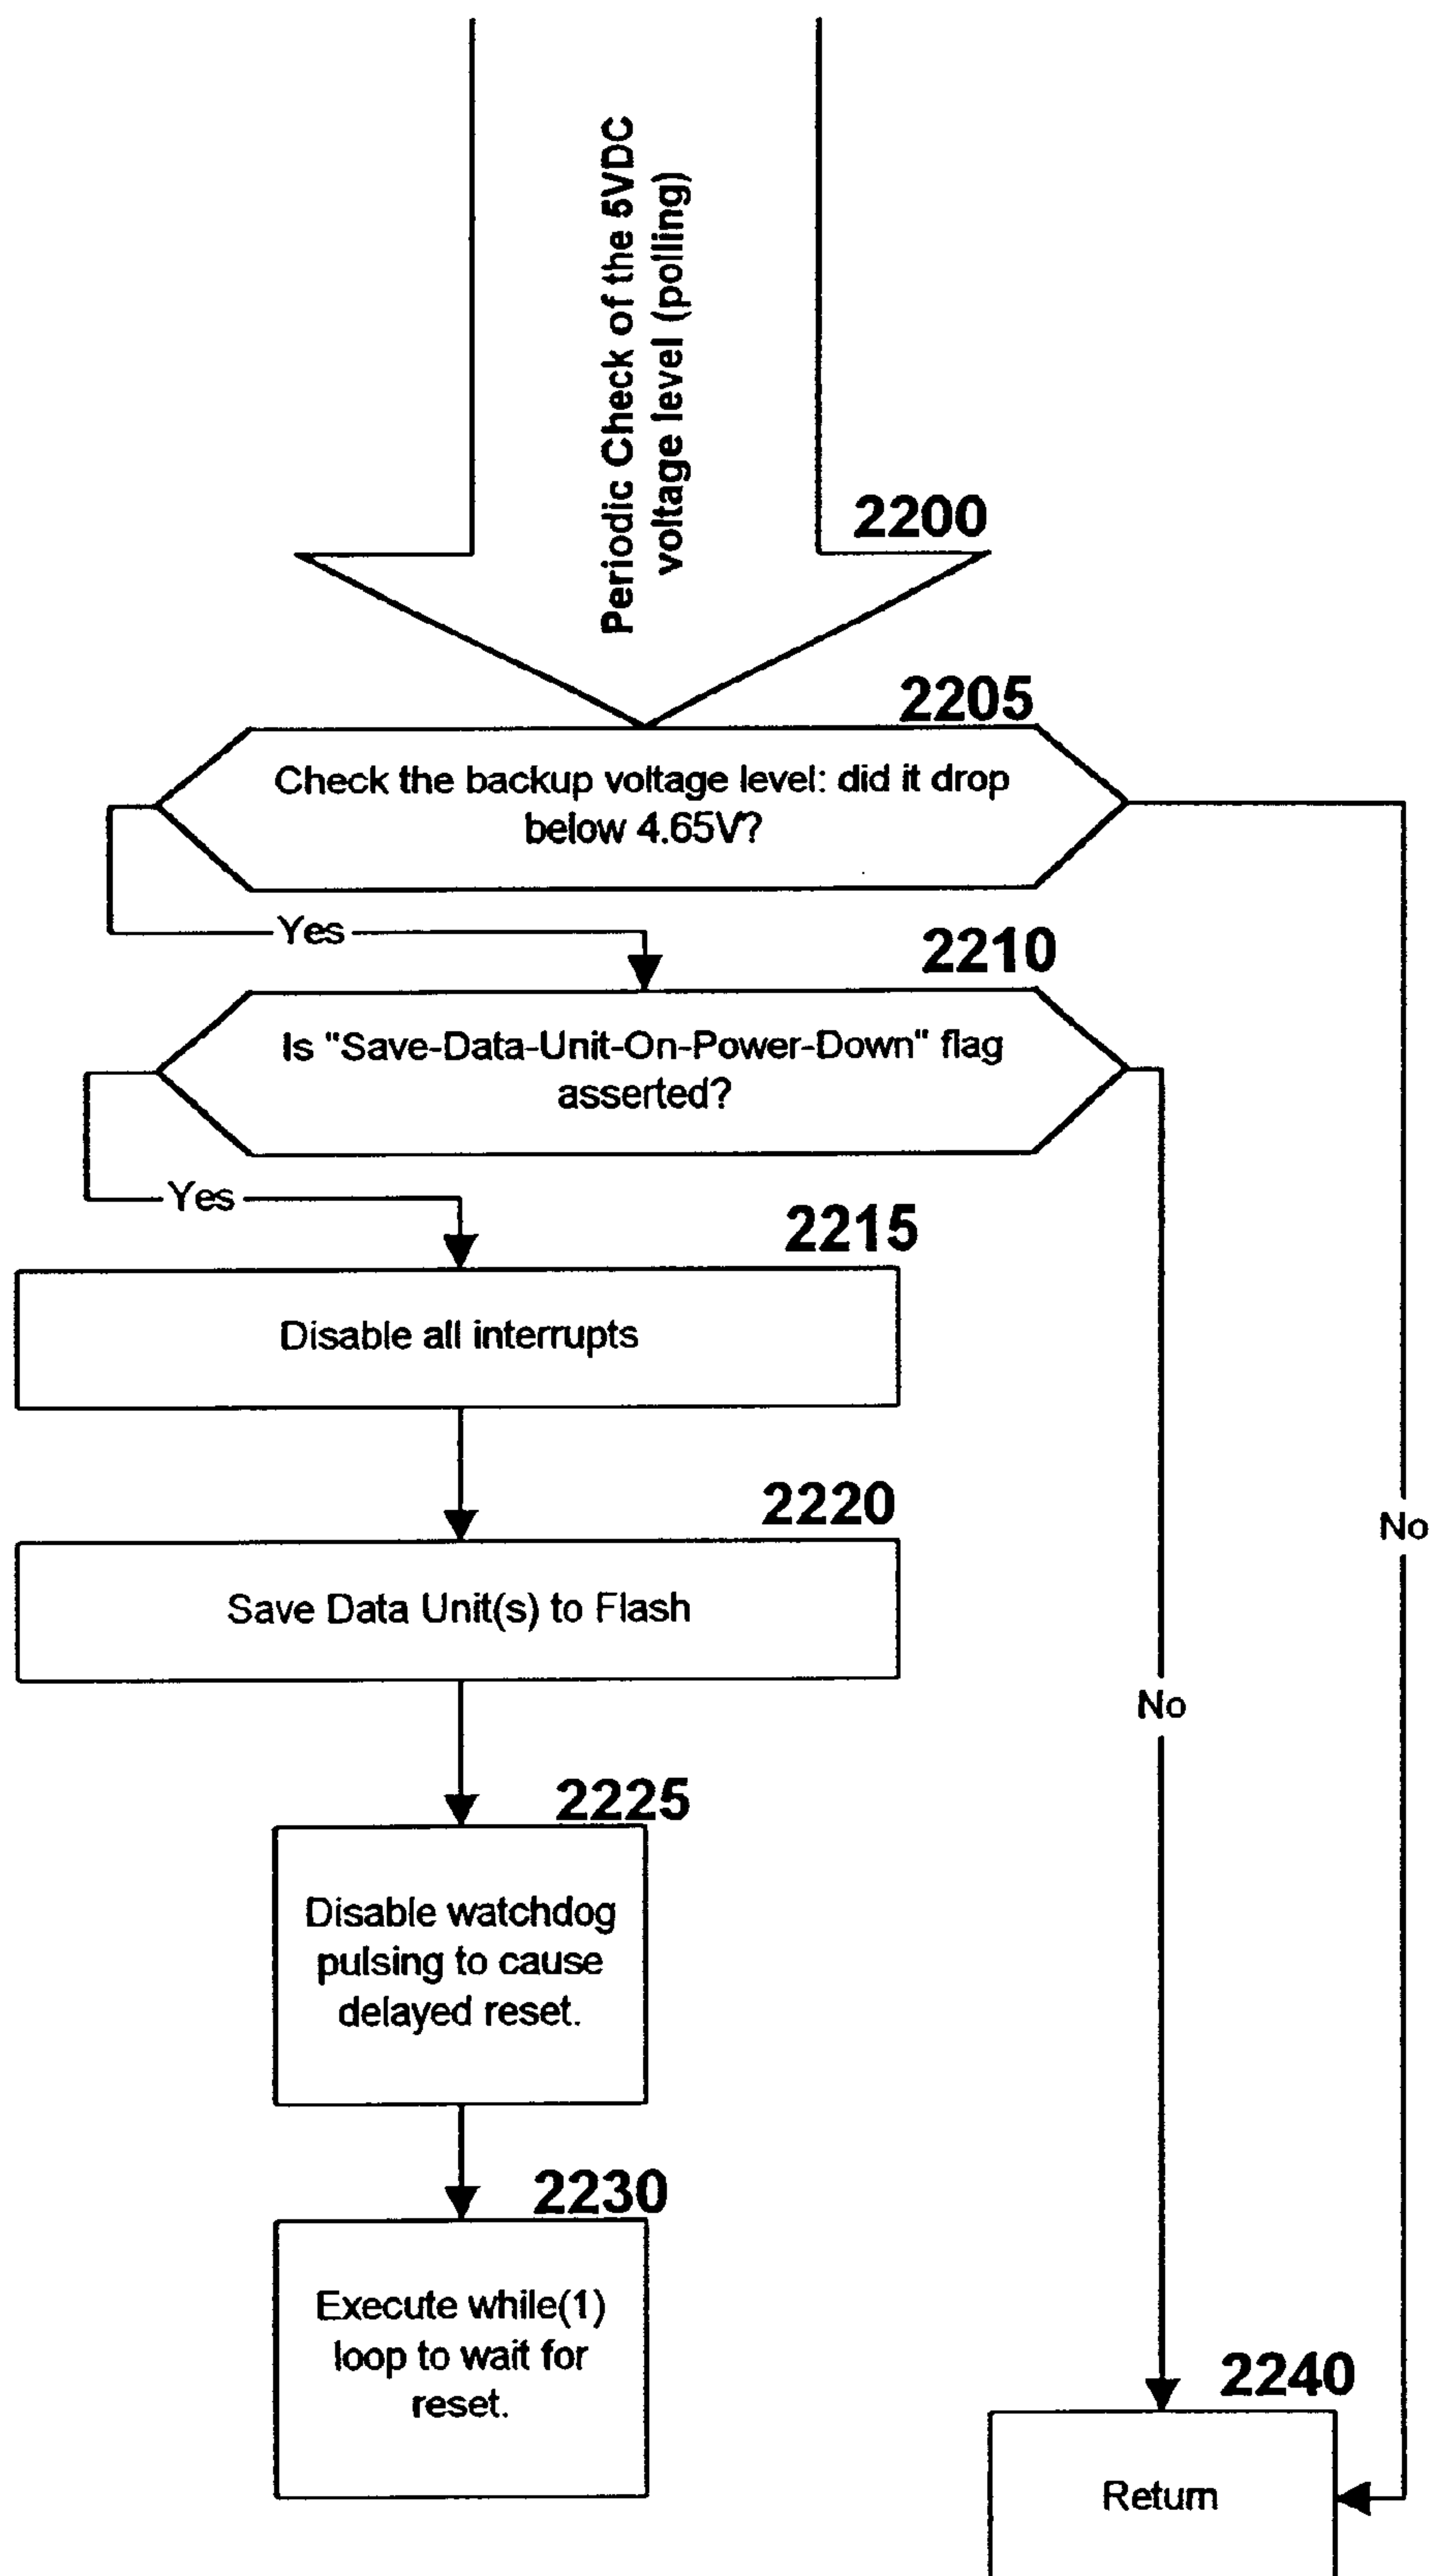 Periodic Check of the 5VDC
voltage level (polling)
2200
2205
Check the backup voltage level: did it drop
below 4.65V?
Yes
2210
Is "Save-Data-Unit-On-Power-Down" flag
asserted?
Yes
2215
Disable all interrupts
2220
Save Data Unit(s) to Flash
No
No
2225
Disable watchdog
pulsing to cause
delayed reset.
2230
Execute while(1)
loop to wait for
reset.
2240
Return